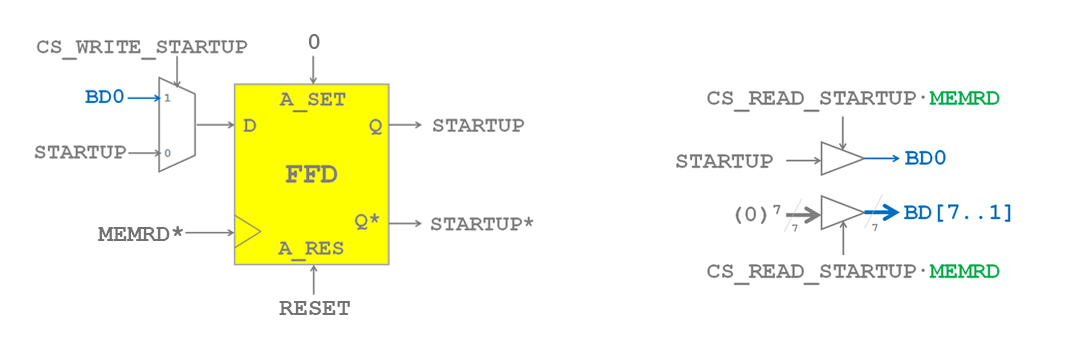 CS_WRITE_STARTUP
0
BD0
1
A_SET
STARTUP
0
D
Q
STARTUP
FFD
MEMRD*
Q*
STARTUP*
A_RES
RESET
CS_READ_STARTUP·MEMRD
STARTUP
BD0
(0)⁷
7
7
BD[7..1]
CS_READ_STARTUP·MEMRD